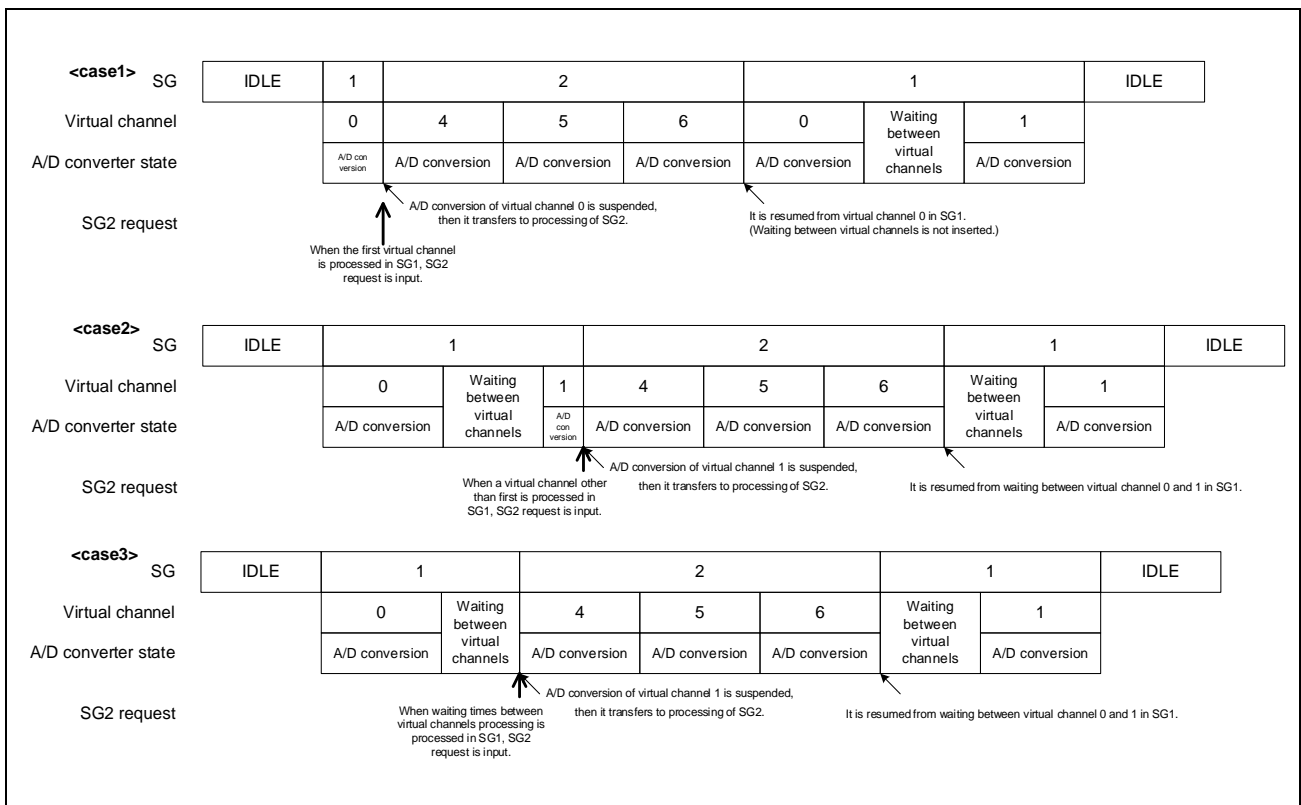 <case1>
SG IDLE 1 2 1 IDLE
Virtual channel 0 4 5 6 0 Waiting between virtual channels 1
A/D converter state A/D con version A/D conversion A/D conversion A/D conversion A/D conversion A/D conversion
SG2 request
A/D conversion of virtual channel 0 is suspended,
then it transfers to processing of SG2.
It is resumed from virtual channel 0 in SG1.
(Waiting between virtual channels is not inserted.)
When the first virtual channel
is processed in SG1, SG2
request is input.
<case2>
SG IDLE 1 2 1 IDLE
Virtual channel 0 Waiting between virtual channels 1 4 5 6 Waiting between virtual channels 1
A/D converter state A/D conversion A/D con version A/D conversion A/D conversion A/D conversion A/D conversion
SG2 request
A/D conversion of virtual channel 1 is suspended,
then it transfers to processing of SG2.
When a virtual channel other
than first is processed in
SG1, SG2 request is input.
It is resumed from waiting between virtual channel 0 and 1 in SG1.
<case3>
SG IDLE 1 2 1 IDLE
Virtual channel 0 Waiting between virtual channels 4 5 6 Waiting between virtual channels 1
A/D converter state A/D conversion A/D conversion A/D conversion A/D conversion A/D conversion
SG2 request
A/D conversion of virtual channel 1 is suspended,
then it transfers to processing of SG2.
When waiting times between
virtual channels processing is
processed in SG1, SG2
request is input.
It is resumed from waiting between virtual channel 0 and 1 in SG1.